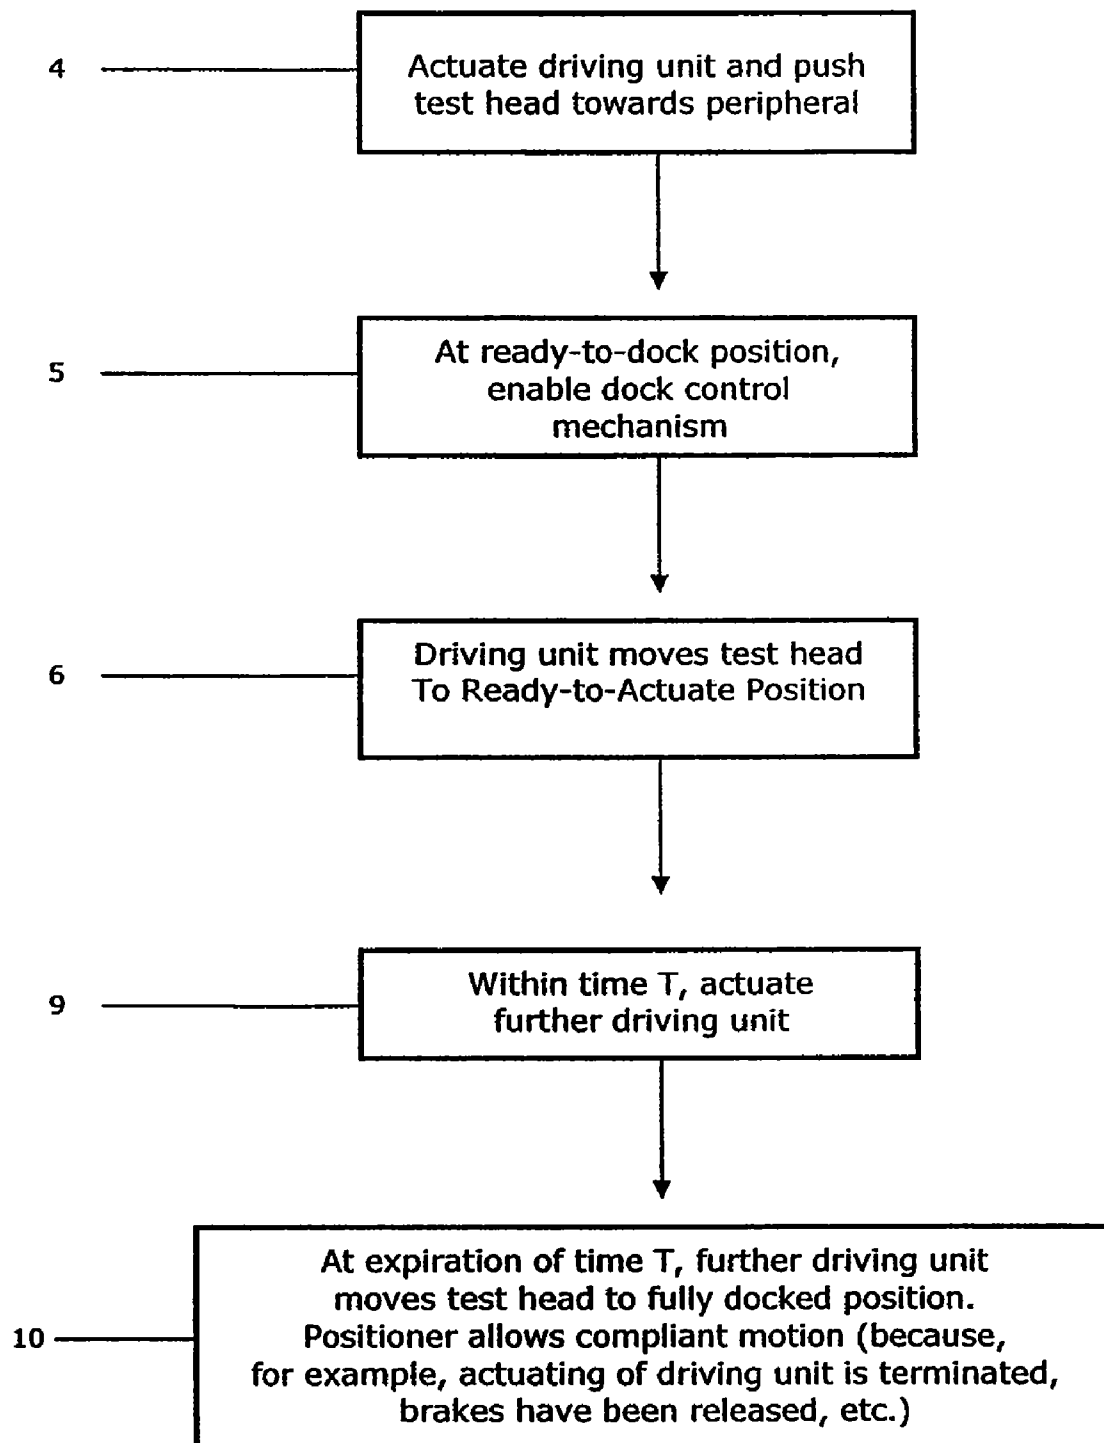 4
Actuate driving unit and push
test head towards peripheral
5
At ready-to-dock position,
enable dock control
mechanism
6
Driving unit moves test head
To Ready-to-Actuate Position
9
Within time T, actuate
further driving unit
10
At expiration of time T, further driving unit
moves test head to fully docked position.
Positioner allows compliant motion (because,
for example, actuating of driving unit is terminated,
brakes have been released, etc.)